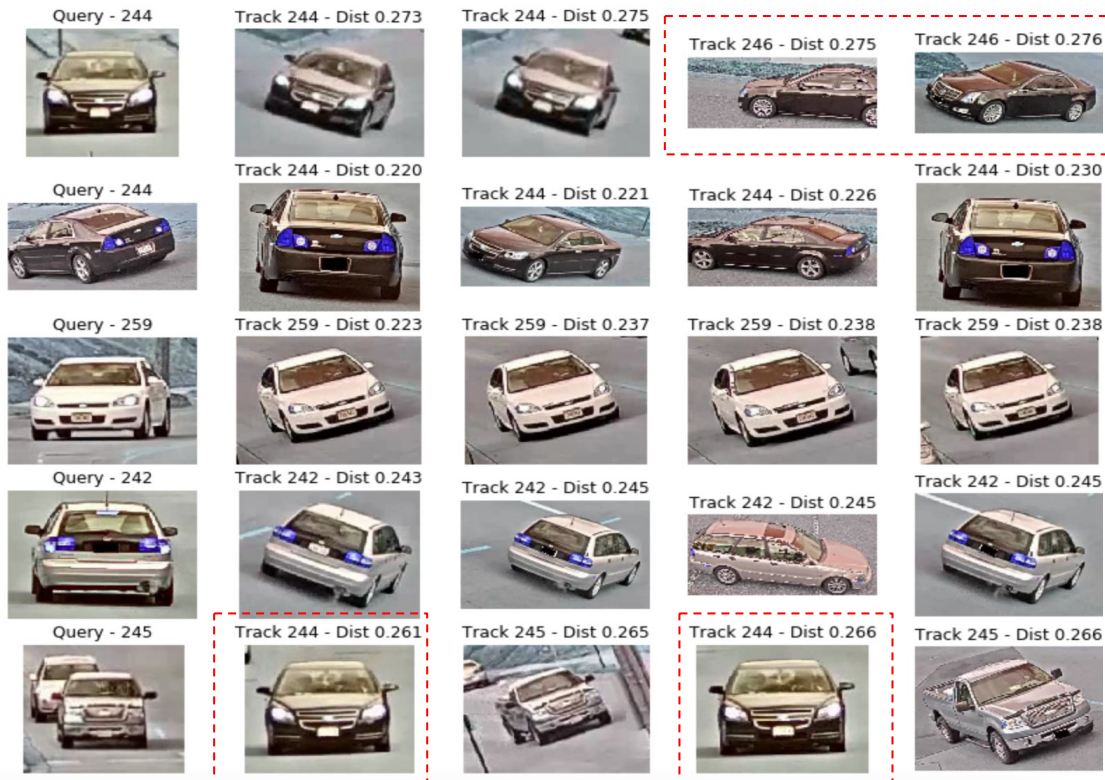 Query - 244
Track 244 - Dist 0.273
Track 244 - Dist 0.275
Track 246 - Dist 0.275
Track 246 - Dist 0.276
Query - 244
Track 244 - Dist 0.220
Track 244 - Dist 0.221
Track 244 - Dist 0.226
Track 244 - Dist 0.230
Query - 259
Track 259 - Dist 0.223
Track 259 - Dist 0.237
Track 259 - Dist 0.238
Track 259 - Dist 0.238
Query - 242
Track 242 - Dist 0.243
Track 242 - Dist 0.245
Track 242 - Dist 0.245
Track 242 - Dist 0.245
Query - 245
Track 244 - Dist 0.261
Track 245 - Dist 0.265
Track 244 - Dist 0.266
Track 245 - Dist 0.266